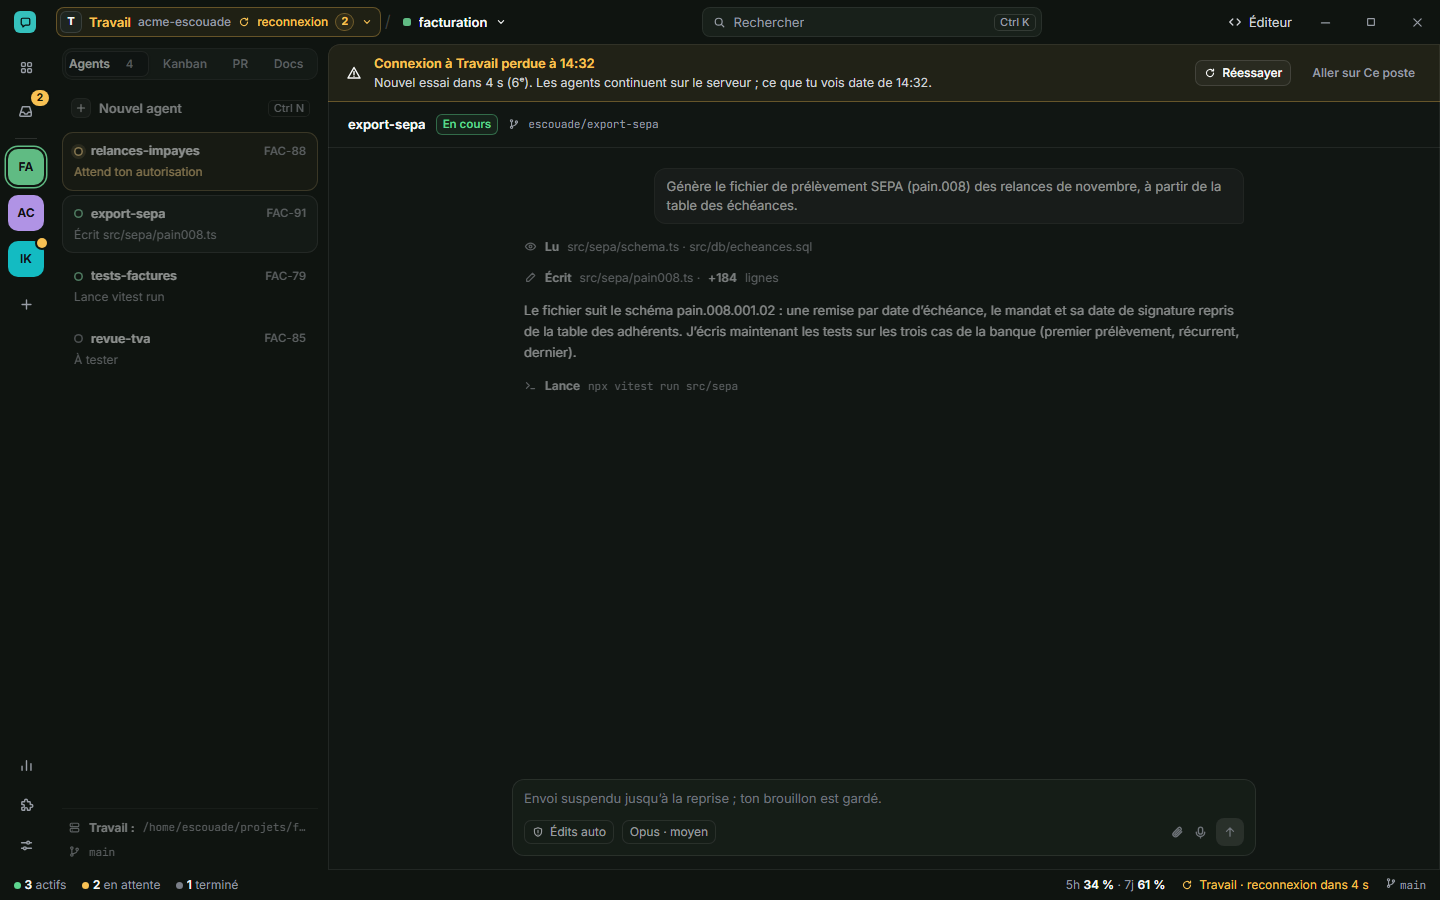 T Travail acme-escouade reconnexion 2 / facturation
Rechercher Ctrl K
Éditeur
Agents 4 Kanban PR Docs
2
Nouvel agent Ctrl N
FA
AC
IK
relances-impayes FAC-88
Attend ton autorisation
export-sepa FAC-91
Écrit src/sepa/pain008.ts
tests-factures FAC-79
Lance vitest run
revue-tva FAC-85
À tester
Travail : /home/escouade/projets/f…
main
Connexion à Travail perdue à 14:32
Nouvel essai dans 4 s (6ᵉ). Les agents continuent sur le serveur ; ce que tu vois date de 14:32.
Réessayer
Aller sur Ce poste
export-sepa En cours escouade/export-sepa
Génère le fichier de prélèvement SEPA (pain.008) des relances de novembre, à partir de la
table des échéances.
Lu src/sepa/schema.ts · src/db/echeances.sql
Écrit src/sepa/pain008.ts · +184 lignes
Le fichier suit le schéma pain.008.001.02 : une remise par date d’échéance, le mandat et sa date de signature repris
de la table des adhérents. J’écris maintenant les tests sur les trois cas de la banque (premier prélèvement, récurrent,
dernier).
Lance npx vitest run src/sepa
Envoi suspendu jusqu’à la reprise ; ton brouillon est gardé.
Édits auto
Opus · moyen
3 actifs 2 en attente 1 terminé
5h 34 % · 7j 61 % Travail · reconnexion dans 4 s main